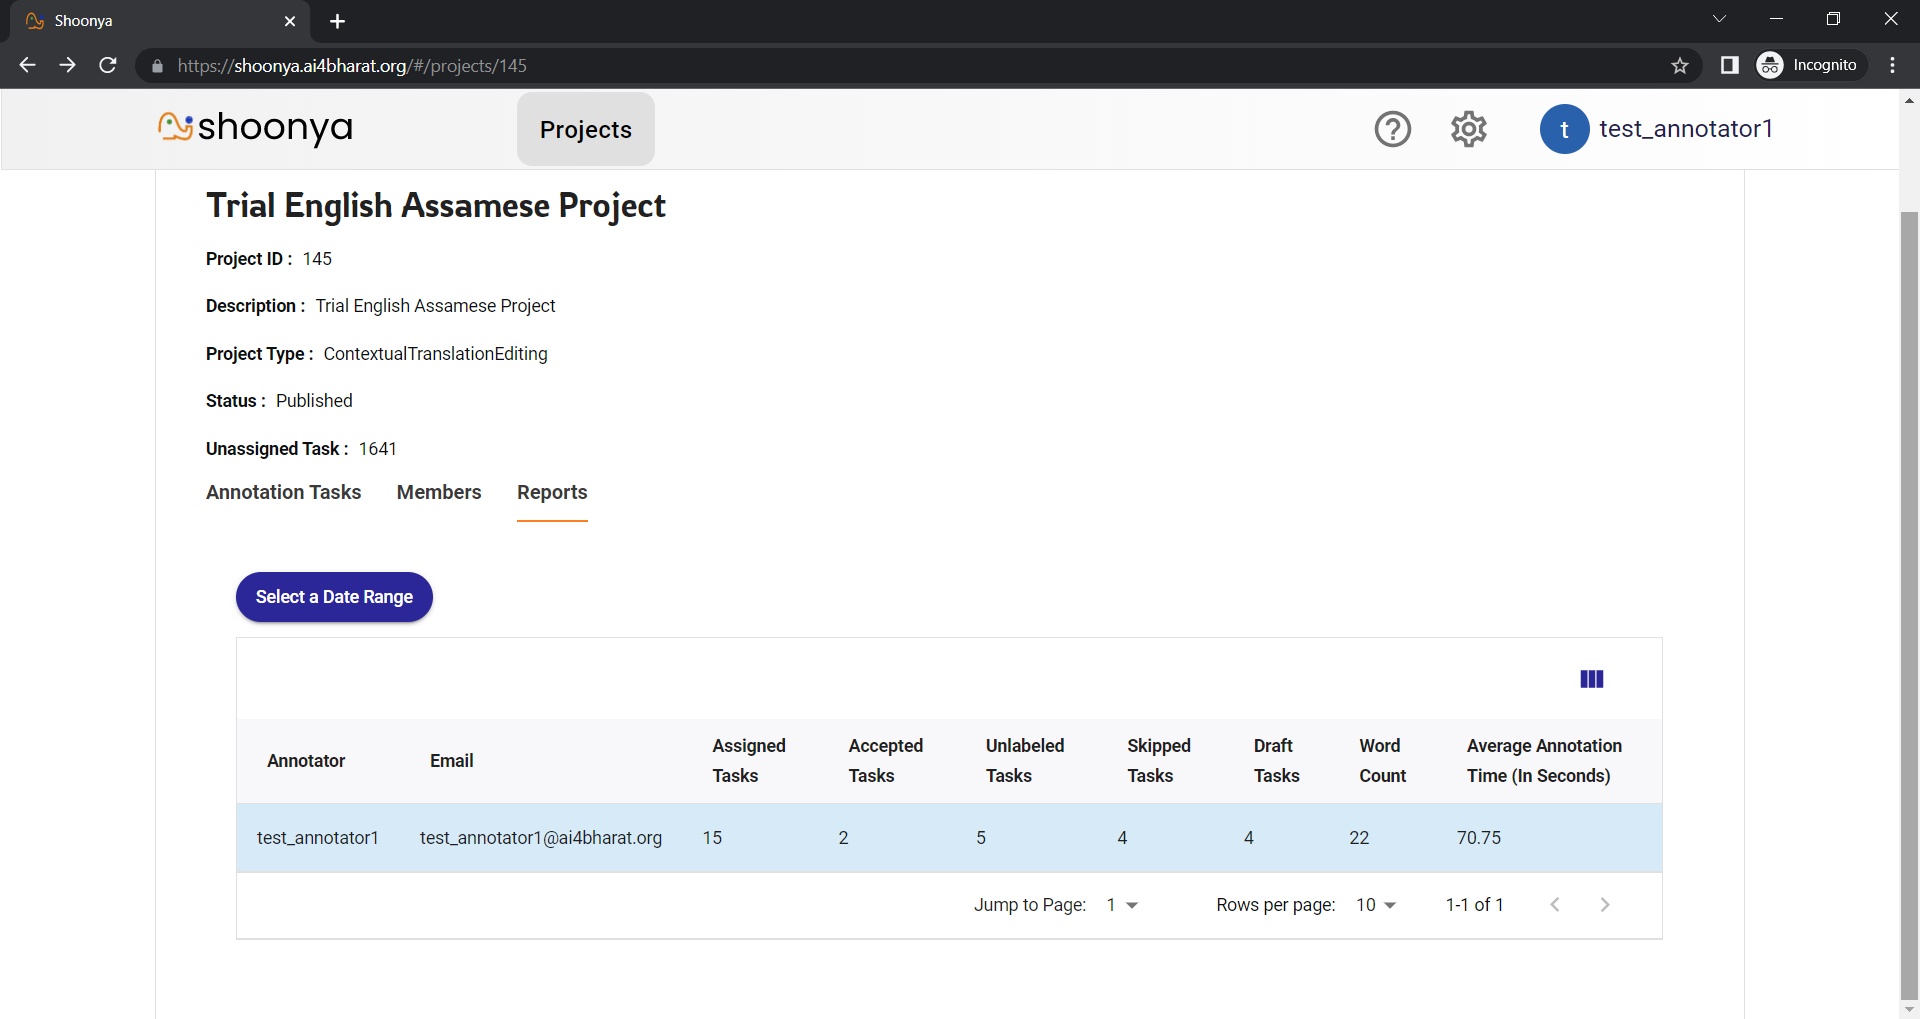 Shoonya
https://shoonya.ai4bharat.org/#/projects/145
Incognito
shoonya
Projects
t test_annotator1
Trial English Assamese Project
Project ID : 145
Description : Trial English Assamese Project
Project Type : ContextualTranslationEditing
Status : Published
Unassigned Task : 1641
Annotation Tasks Members Reports
Select a Date Range
Annotator Email Assigned Tasks Accepted Tasks Unlabeled Tasks Skipped Tasks Draft Tasks Word Count Average Annotation Time (In Seconds)
test_annotator1 test_annotator1@ai4bharat.org 15 2 5 4 4 22 70.75
Jump to Page: 1 Rows per page: 10 1-1 of 1